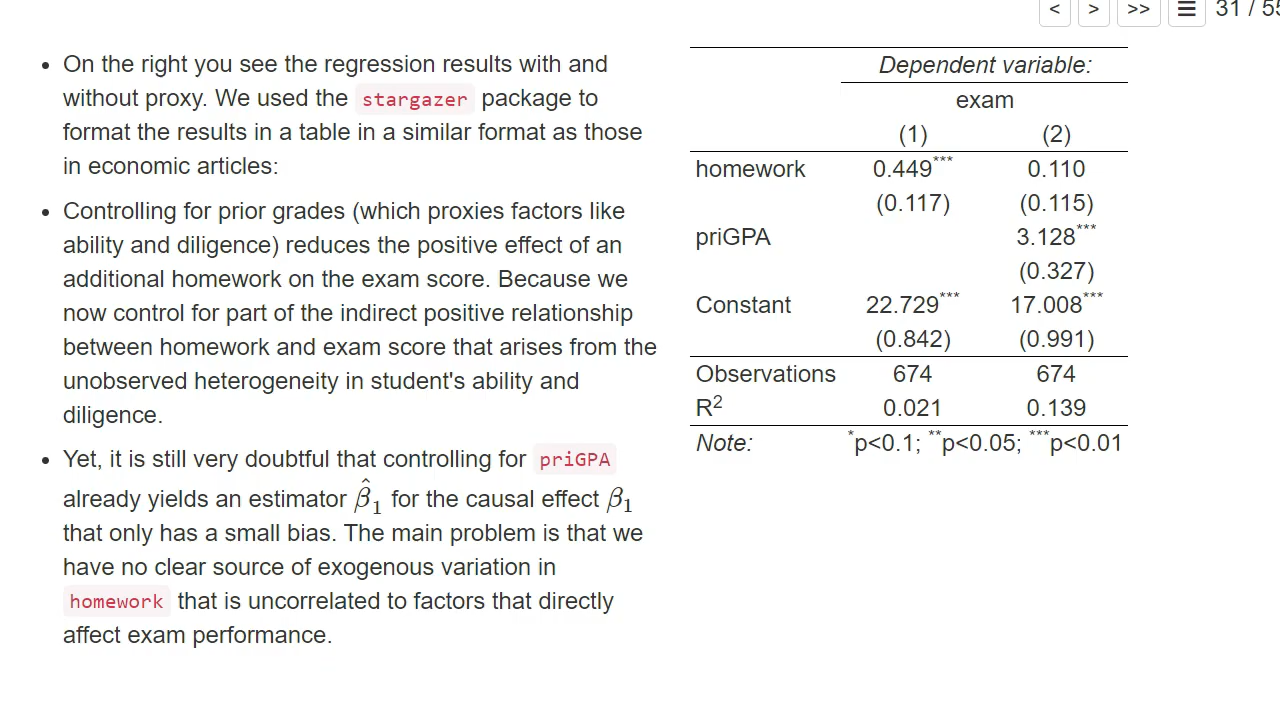 < > >> ☰ 31 / 55
• On the right you see the regression results with and
without proxy. We used the stargazer package to
format the results in a table in a similar format as those
in economic articles:
• Controlling for prior grades (which proxies factors like
ability and diligence) reduces the positive effect of an
additional homework on the exam score. Because we
now control for part of the indirect positive relationship
between homework and exam score that arises from the
unobserved heterogeneity in student's ability and
diligence.
• Yet, it is still very doubtful that controlling for priGPA
already yields an estimator β̂₁ for the causal effect β₁
that only has a small bias. The main problem is that we
have no clear source of exogenous variation in
homework that is uncorrelated to factors that directly
affect exam performance.
Dependent variable:
exam
(1) (2)
homework 0.449*** 0.110
(0.117) (0.115)
priGPA 3.128***
(0.327)
Constant 22.729*** 17.008***
(0.842) (0.991)
Observations 674 674
R² 0.021 0.139
Note: *p<0.1; **p<0.05; ***p<0.01